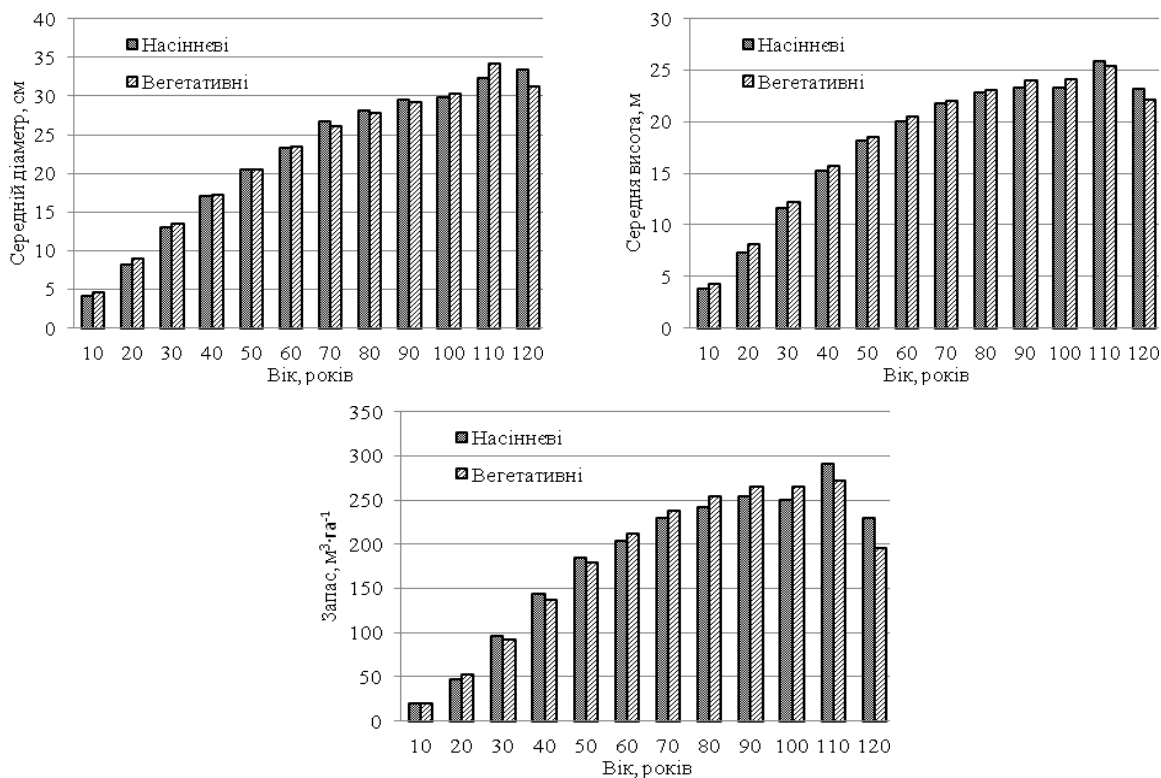 Середній діаметр, см
40
35
30
25
20
15
10
5
0
Насіннєві
Вегетативні
10 20 30 40 50 60 70 80 90 100 110 120
Вік, років
Середня висота, м
30
25
20
15
10
5
0
Насіннєві
Вегетативні
10 20 30 40 50 60 70 80 90 100 110 120
Вік, років
Запас, м³·га⁻¹
350
300
250
200
150
100
50
0
Насіннєві
Вегетативні
10 20 30 40 50 60 70 80 90 100 110 120
Вік, років